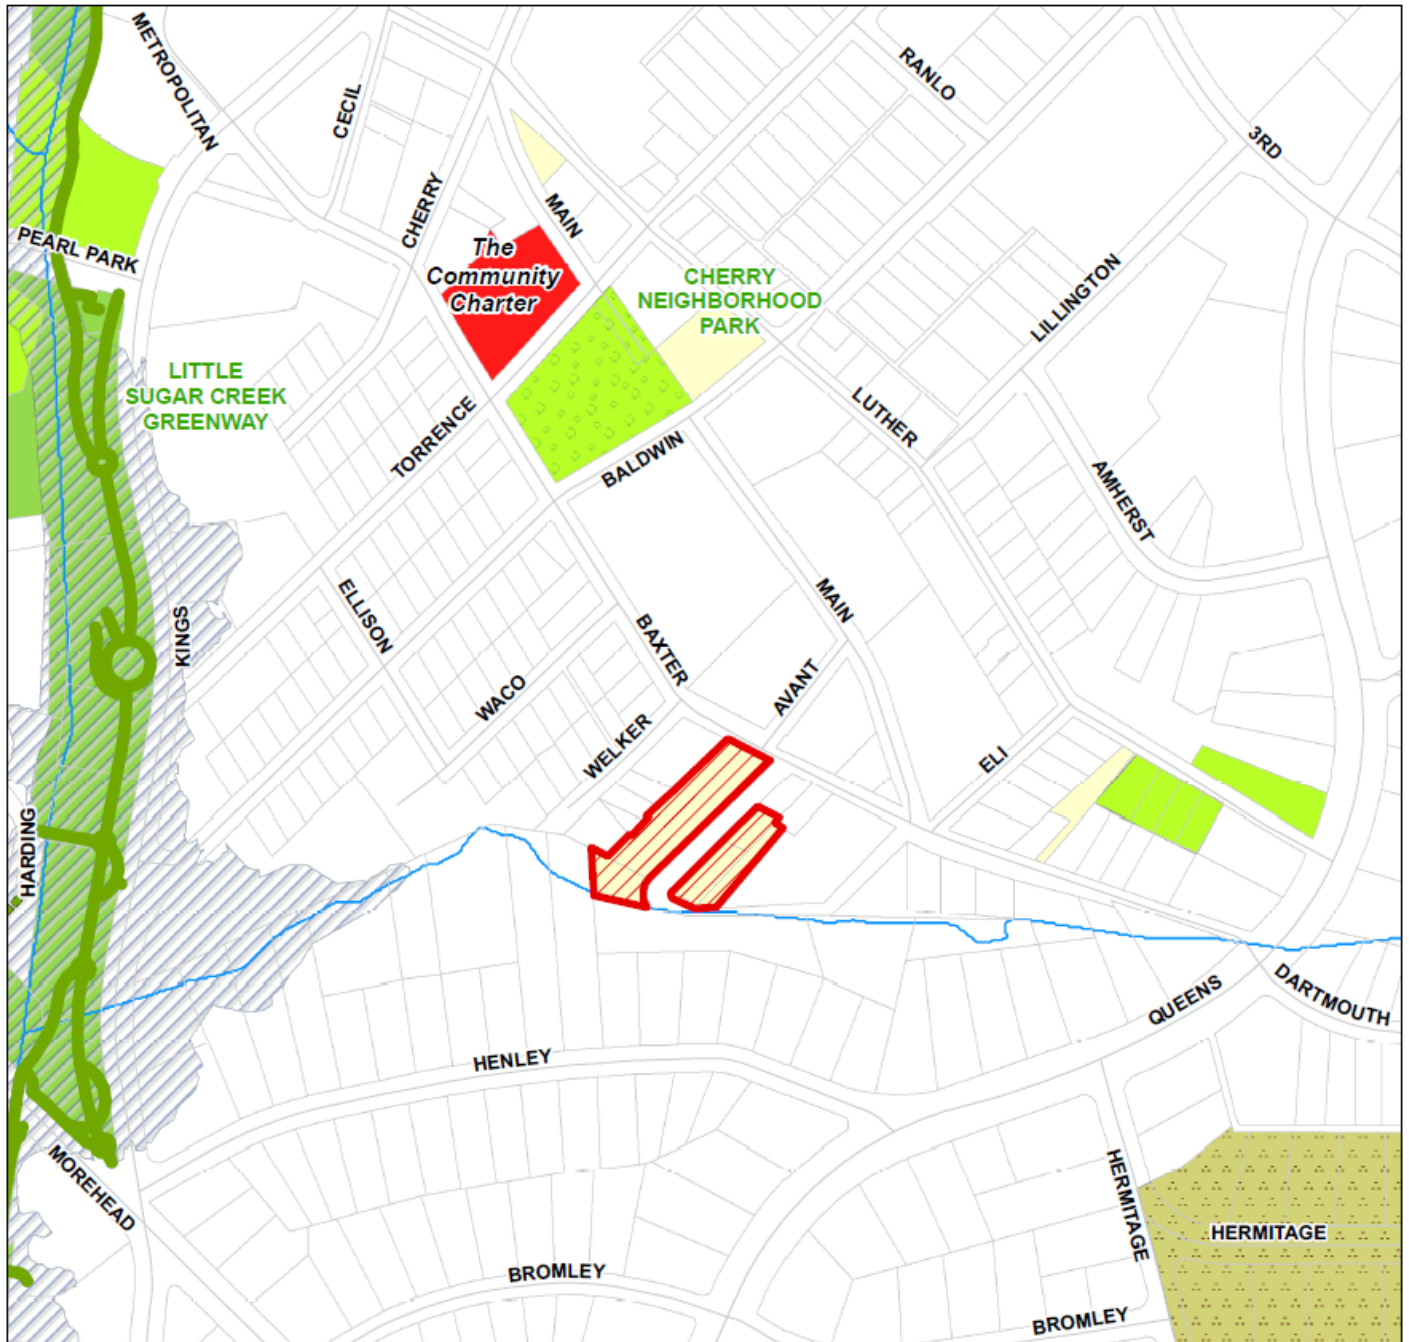 METROPOLITAN
CECIL
RANLO
3RD
CHERRY
MAIN
PEARL PARK
The
Community
Charter
CHERRY
NEIGHBORHOOD
PARK
LILLINGTON
LITTLE
SUGAR CREEK
GREENWAY
TORRENCE
LUTHER
BALDWIN
AMHERST
ELLISON
MAIN
KINGS
BAXTER
WACO
AVANT
WELKER
ELI
HARDING
QUEENS
DARTMOUTH
HENLEY
MOREHEAD
HERMITAGE
HERMITAGE
BROMLEY
BROMLEY